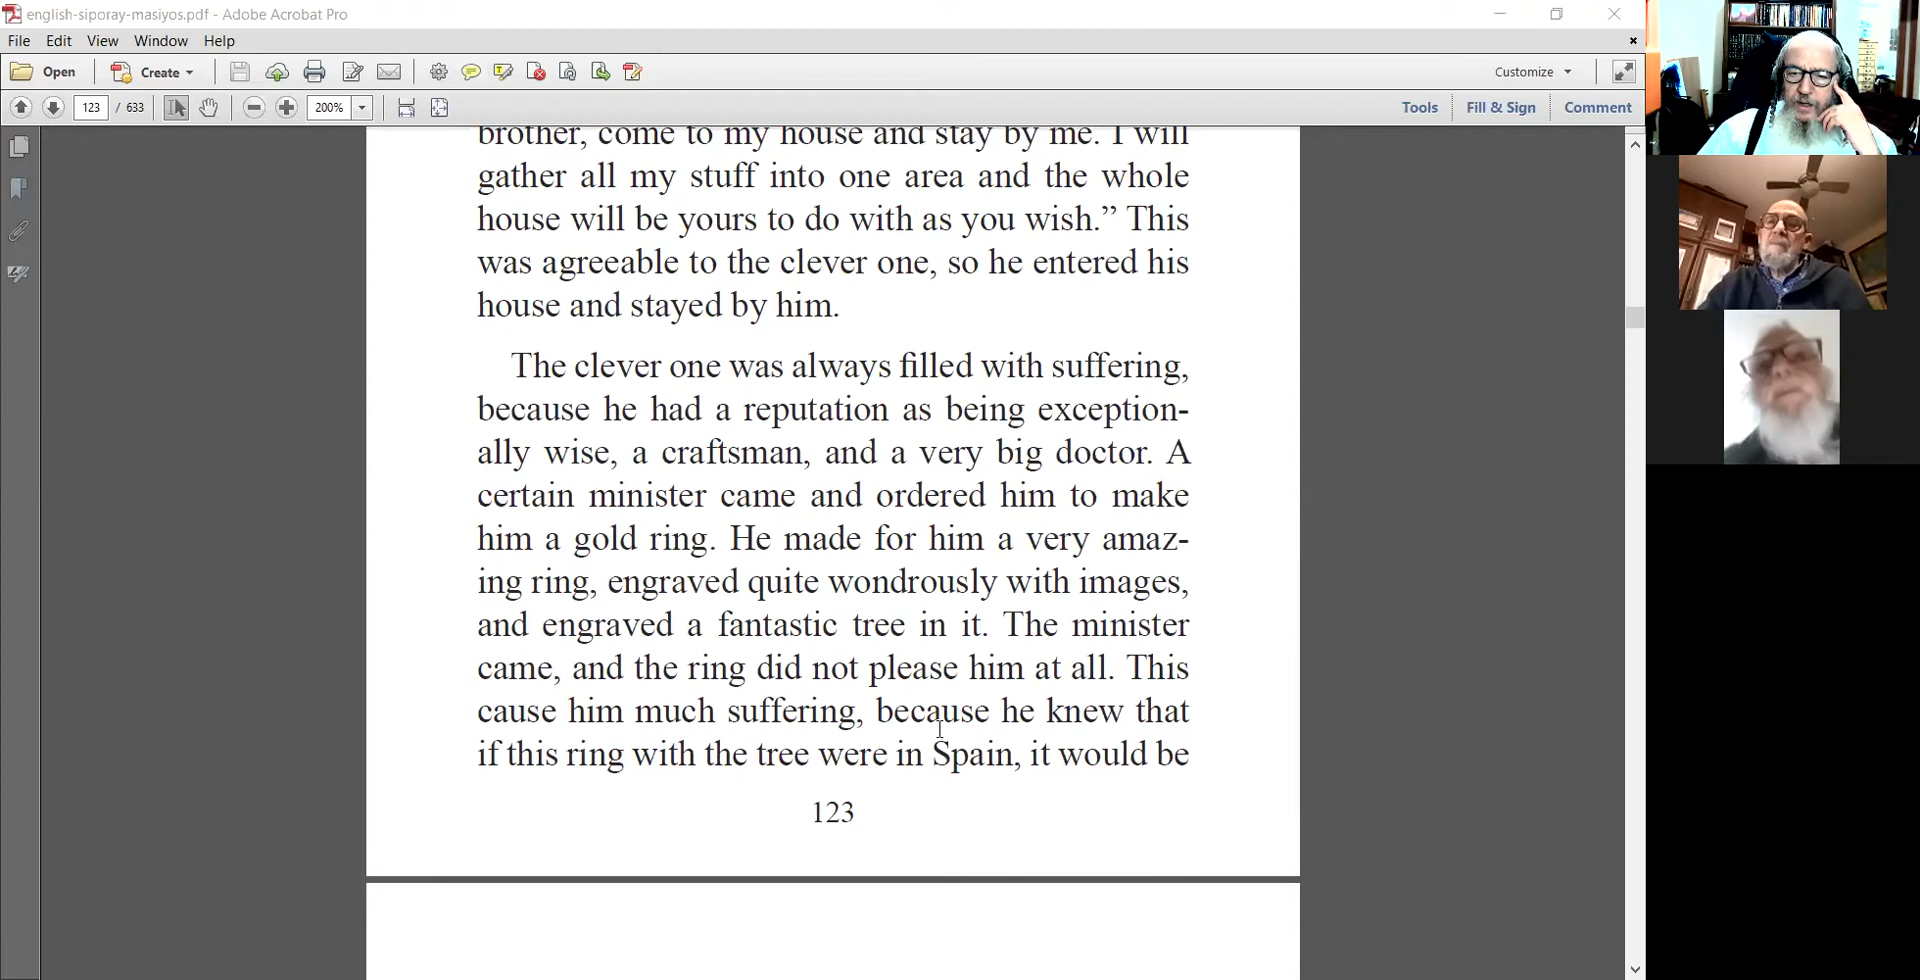 english-siporay-masiyos.pdf - Adobe Acrobat Pro
File Edit View Window Help
Open Create Customize
123 / 633 200% Tools Fill & Sign Comment
brother, come to my house and stay by me. I will
gather all my stuff into one area and the whole
house will be yours to do with as you wish.” This
was agreeable to the clever one, so he entered his
house and stayed by him.
The clever one was always filled with suffering,
because he had a reputation as being exception-
ally wise, a craftsman, and a very big doctor. A
certain minister came and ordered him to make
him a gold ring. He made for him a very amaz-
ing ring, engraved quite wondrously with images,
and engraved a fantastic tree in it. The minister
came, and the ring did not please him at all. This
cause him much suffering, because he knew that
if this ring with the tree were in Spain, it would be
123